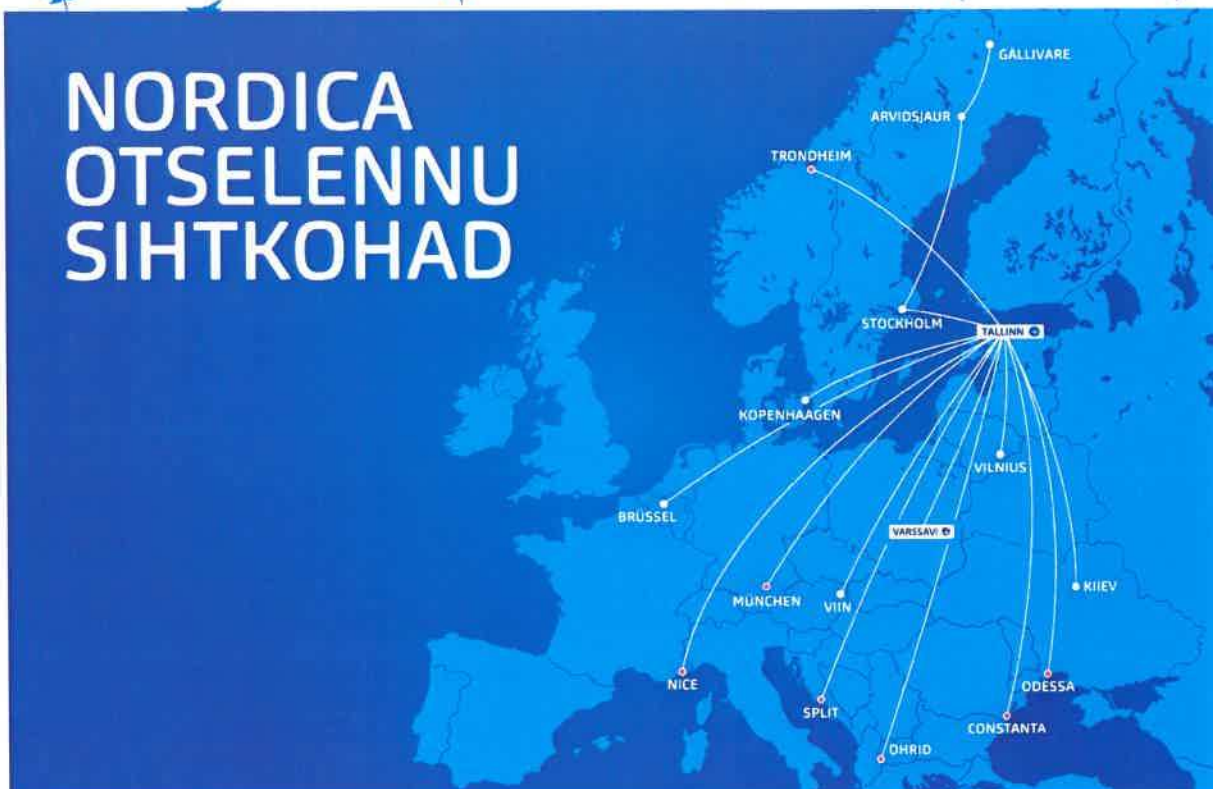 NORDICA
OTSELENNU
SIHTKOHAD
GÄLLIVARE
ARVIDSJAUR
TRONDHEIM
STOCKHOLM
TALLINN
KOPENHAAGEN
VILNIUS
BRÜSSEL
VARSSAVI
MÜNCHEN
VIIN
KIIEV
NICE
ODESSA
SPLIT
CONSTANTA
OHRID